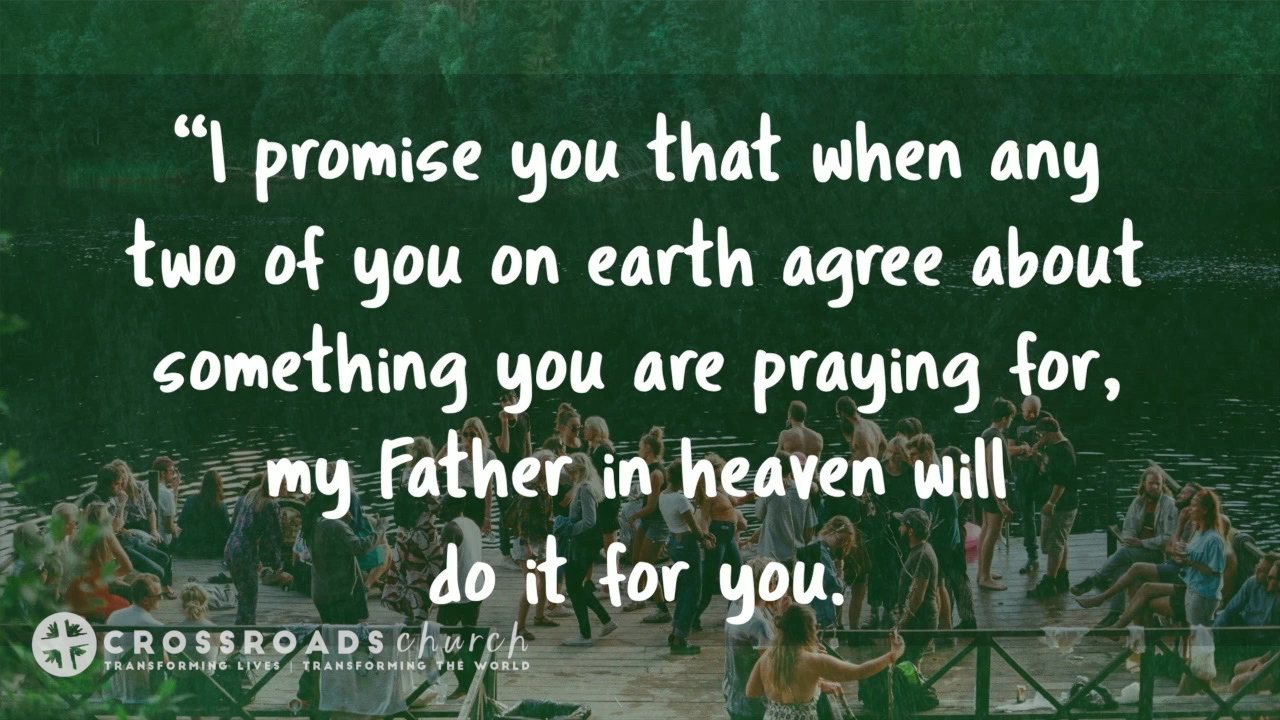 “I promise you that when any
two of you on earth agree about
something you are praying for,
my Father in heaven will
do it for you.
CROSSROADS church
TRANSFORMING LIVES | TRANSFORMING THE WORLD